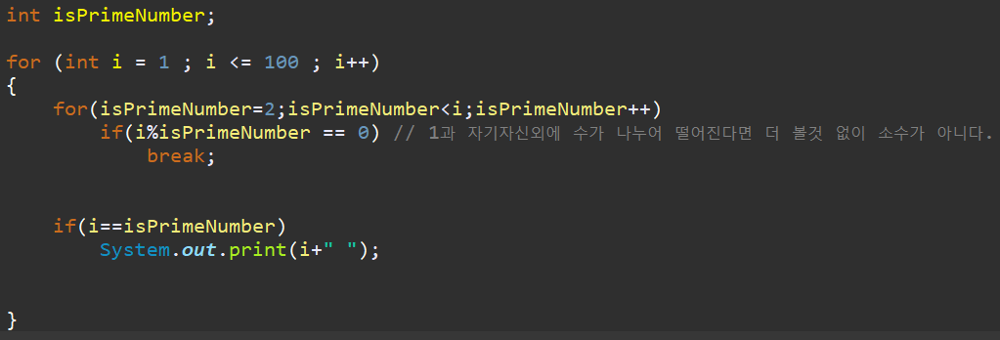 int isPrimeNumber;
for (int i = 1 ; i <= 100 ; i++)
{
for(isPrimeNumber=2;isPrimeNumber<i;isPrimeNumber++)
if(i%isPrimeNumber == 0) // 1과 자기자신외에 수가 나누어 떨어진다면 더 볼것 없이 소수가 아니다.
break;
if(i==isPrimeNumber)
System.out.print(i+" ");
}